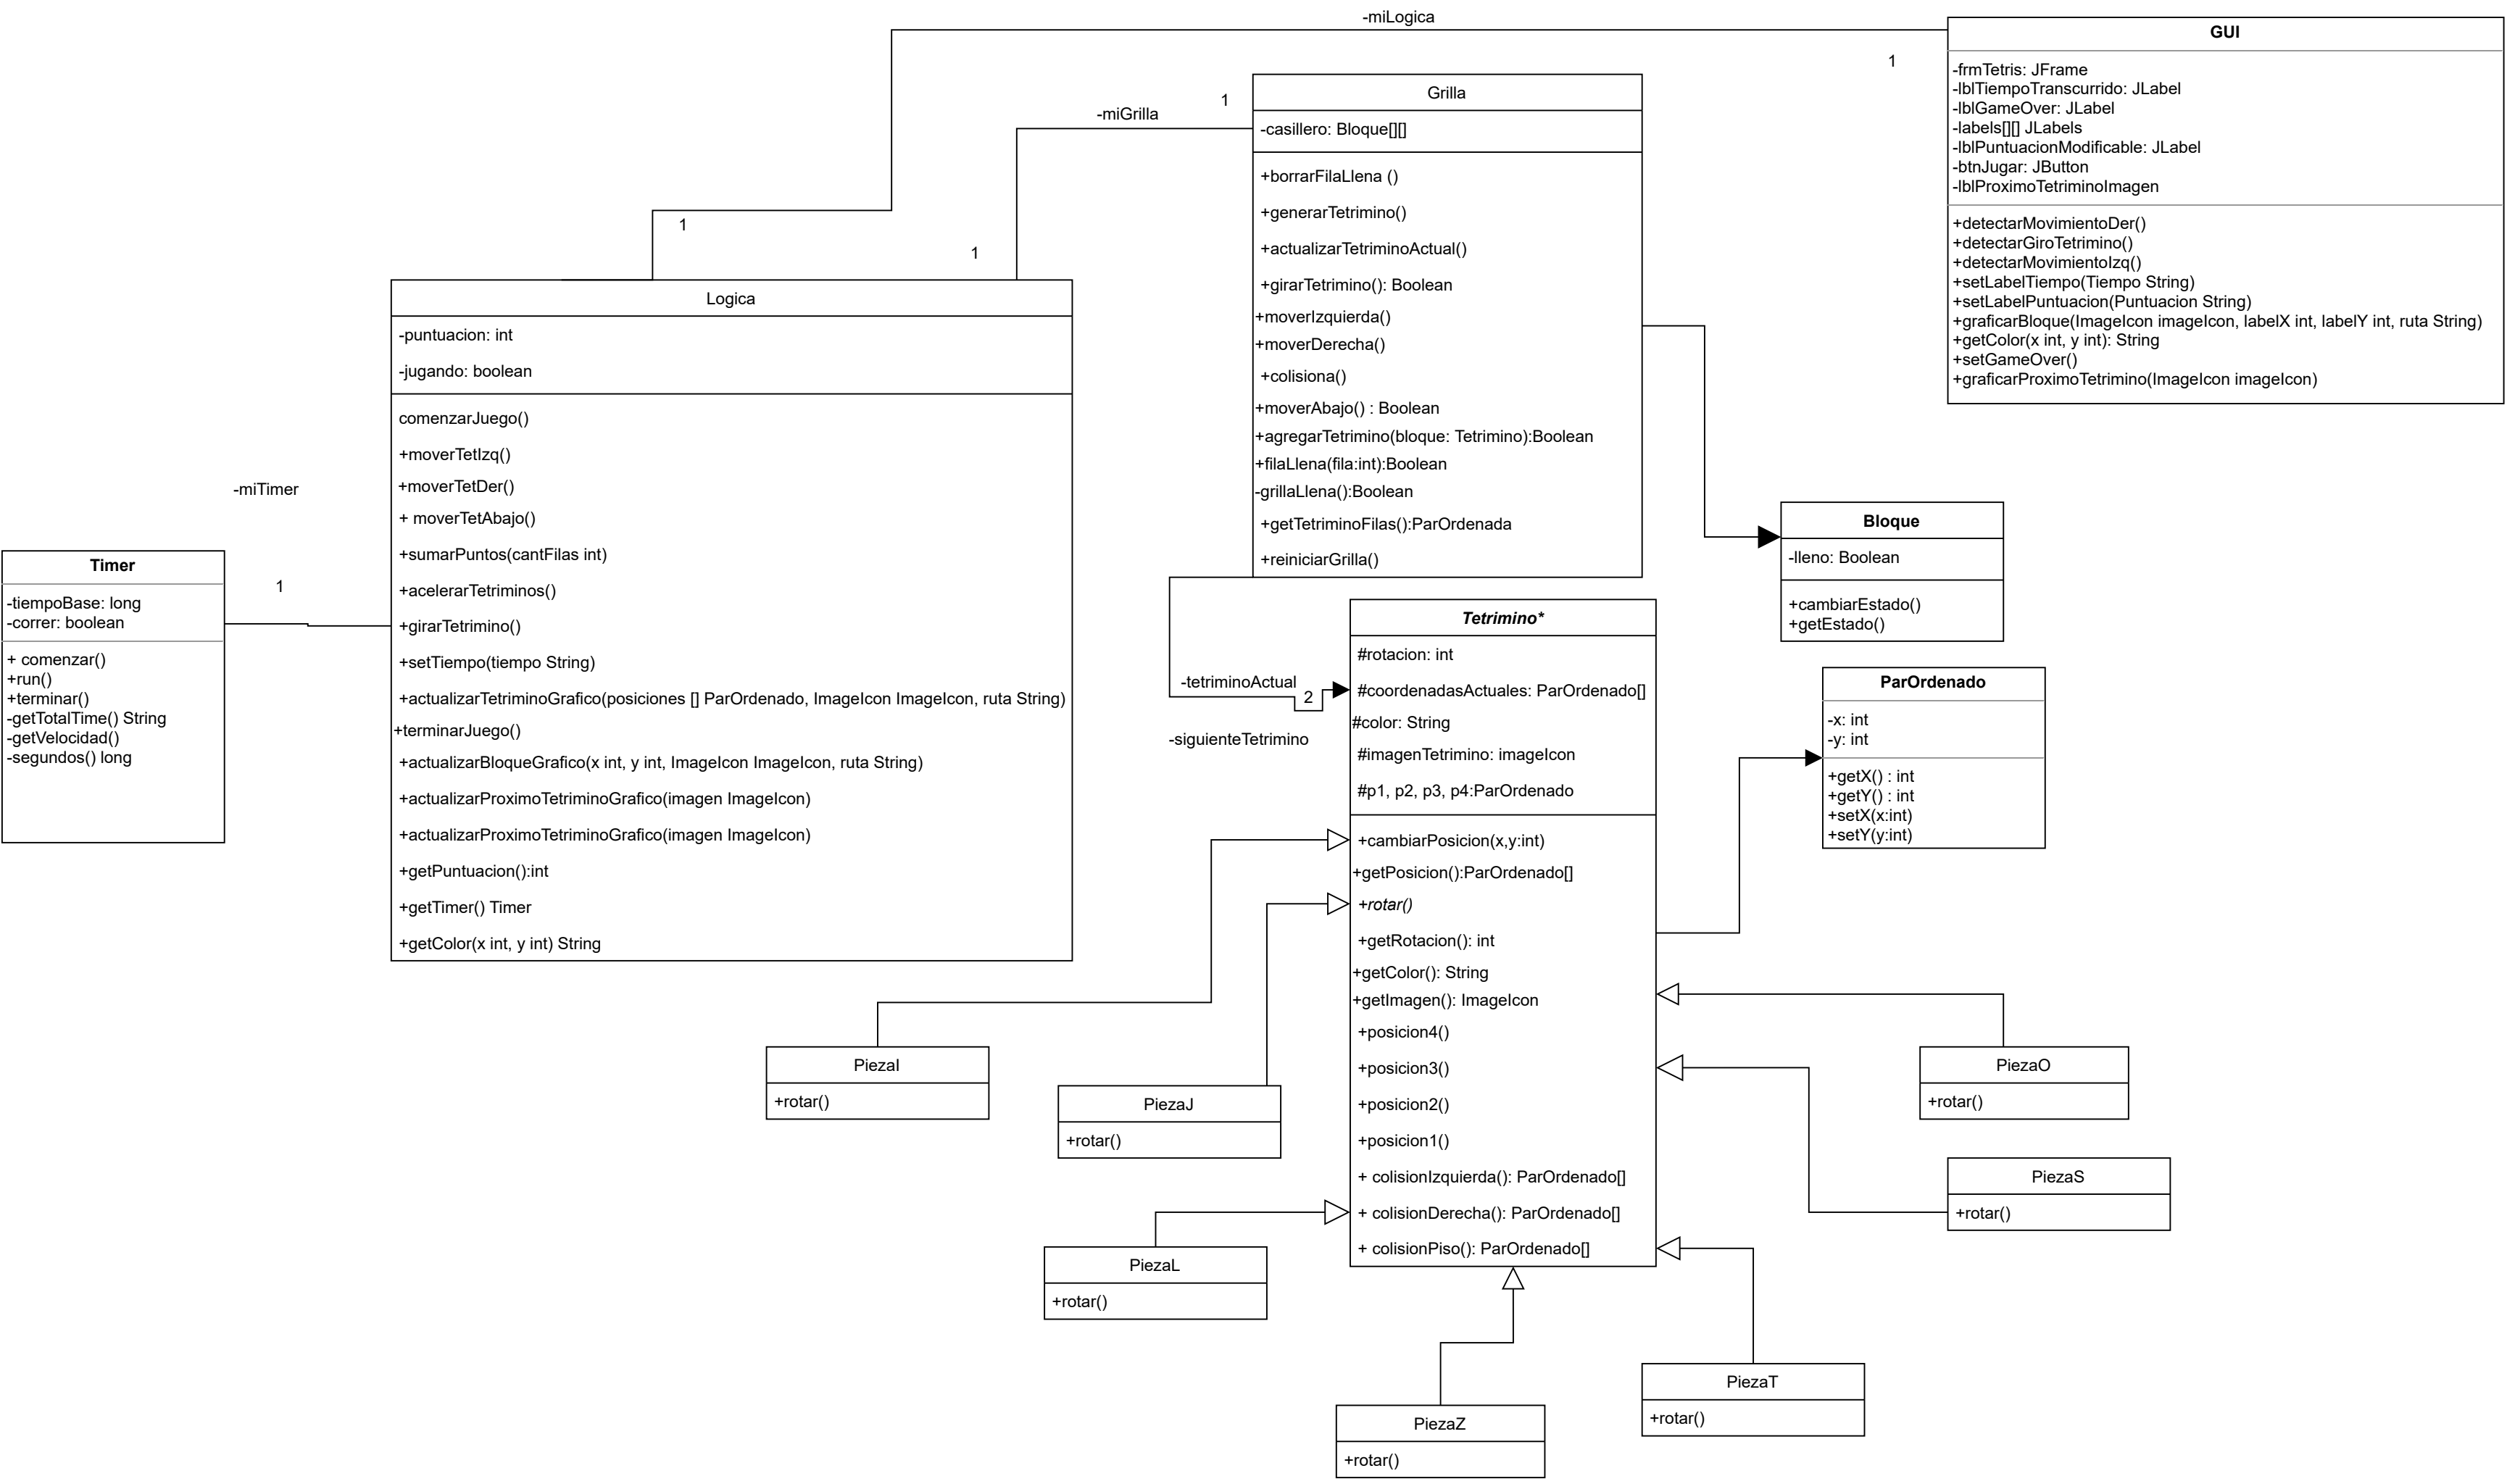 -miLogica
1
1
GUI
-frmTetris: JFrame
-lblTiempoTranscurrido: JLabel
-lblGameOver: JLabel
-labels[][] JLabels
-lblPuntuacionModificable: JLabel
-btnJugar: JButton
-lblProximoTetriminoImagen
+detectarMovimientoDer()
+detectarGiroTetrimino()
+detectarMovimientoIzq()
+setLabelTiempo(Tiempo String)
+setLabelPuntuacion(Puntuacion String)
+graficarBloque(ImageIcon imageIcon, labelX int, labelY int, ruta String)
+getColor(x int, y int): String
+setGameOver()
+graficarProximoTetrimino(ImageIcon imageIcon)
-miGrilla
1
1
Grilla
-casillero: Bloque[][]
+borrarFilaLlena ()
+generarTetrimino()
+actualizarTetriminoActual()
+girarTetrimino(): Boolean
+moverIzquierda()
+moverDerecha()
+colisiona()
+moverAbajo() : Boolean
+agregarTetrimino(bloque: Tetrimino):Boolean
+filaLlena(fila:int):Boolean
-grillaLlena():Boolean
+getTetriminoFilas():ParOrdenada
+reiniciarGrilla()
Logica
-puntuacion: int
-jugando: boolean
comenzarJuego()
+moverTetIzq()
+moverTetDer()
+ moverTetAbajo()
+sumarPuntos(cantFilas int)
+acelerarTetriminos()
+girarTetrimino()
+setTiempo(tiempo String)
+actualizarTetriminoGrafico(posiciones [] ParOrdenado, ImageIcon ImageIcon, ruta String)
+terminarJuego()
+actualizarBloqueGrafico(x int, y int, ImageIcon ImageIcon, ruta String)
+actualizarProximoTetriminoGrafico(imagen ImageIcon)
+actualizarProximoTetriminoGrafico(imagen ImageIcon)
+getPuntuacion():int
+getTimer() Timer
+getColor(x int, y int) String
-miTimer
1
Timer
-tiempoBase: long
-correr: boolean
+ comenzar()
+run()
+terminar()
-getTotalTime() String
-getVelocidad()
-segundos() long
Bloque
-lleno: Boolean
+cambiarEstado()
+getEstado()
-tetriminoActual
2
-siguienteTetrimino
Tetrimino*
#rotacion: int
#coordenadasActuales: ParOrdenado[]
#color: String
#imagenTetrimino: imageIcon
#p1, p2, p3, p4:ParOrdenado
+cambiarPosicion(x,y:int)
+getPosicion():ParOrdenado[]
+rotar()
+getRotacion(): int
+getColor(): String
+getImagen(): ImageIcon
+posicion4()
+posicion3()
+posicion2()
+posicion1()
+ colisionIzquierda(): ParOrdenado[]
+ colisionDerecha(): ParOrdenado[]
+ colisionPiso(): ParOrdenado[]
ParOrdenado
-x: int
-y: int
+getX() : int
+getY() : int
+setX(x:int)
+setY(y:int)
PiezaI
+rotar()
PiezaJ
+rotar()
PiezaO
+rotar()
PiezaS
+rotar()
PiezaL
+rotar()
PiezaT
+rotar()
PiezaZ
+rotar()